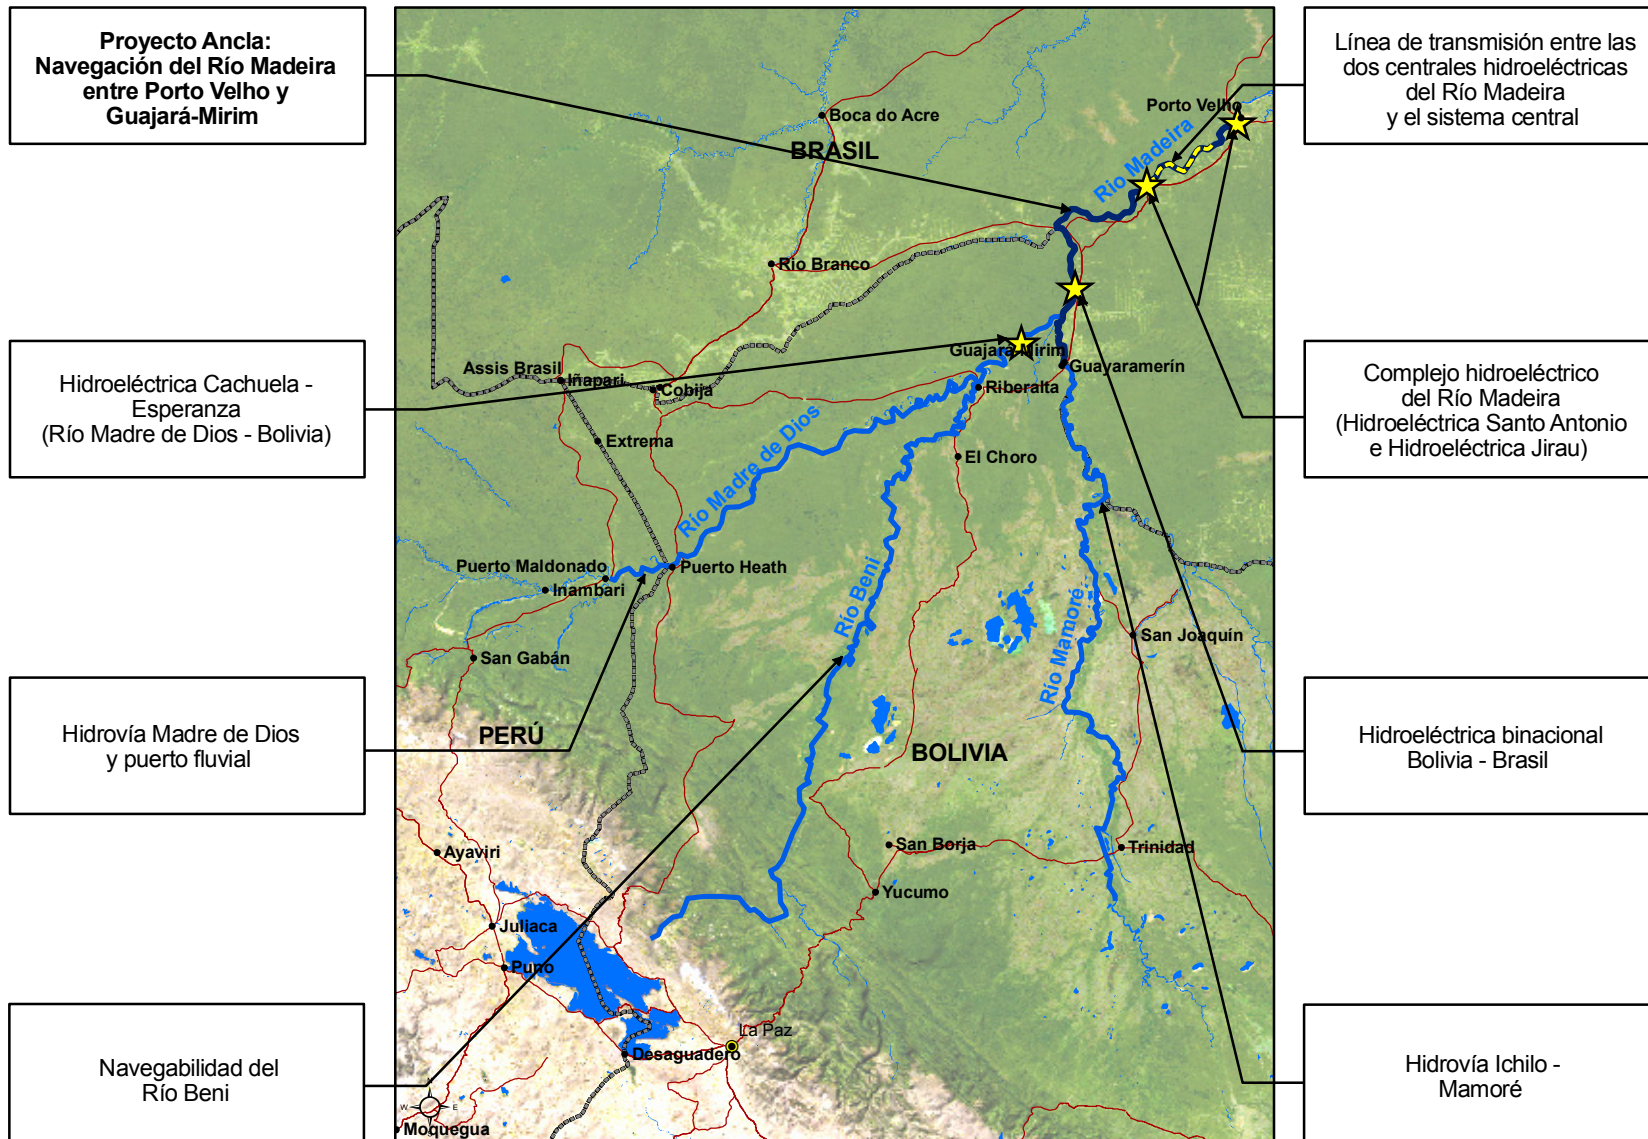 Proyecto Ancla:
Navegación del Río Madeira
entre Porto Velho y
Guajará-Mirim
Hidroeléctrica Cachuela -
Esperanza
(Río Madre de Dios - Bolivia)
Hidrovía Madre de Dios
y puerto fluvial
Navegabilidad del
Río Beni
Boca do Acre
BRASIL
Porto Velho
Rio Madeira
Rio Branco
Assis Brasil
Iñapari
Cobija
Guajará-Mirim
Guayaramerín
Riberalta
Extrema
Río Madre de Dios
El Choro
Puerto Maldonado
Puerto Heath
Inambari
Río Beni
Río Mamoré
San Joaquín
San Gabán
PERÚ
BOLIVIA
Ayaviri
San Borja
Trinidad
Yucumo
Juliaca
Puno
La Paz
Desaguadero
N
W
E
Moquegua
Línea de transmisión entre las
dos centrales hidroeléctricas
del Río Madeira
y el sistema central
Complejo hidroeléctrico
del Río Madeira
(Hidroeléctrica Santo Antonio
e Hidroeléctrica Jirau)
Hidroeléctrica binacional
Bolivia - Brasil
Hidrovía Ichilo -
Mamoré